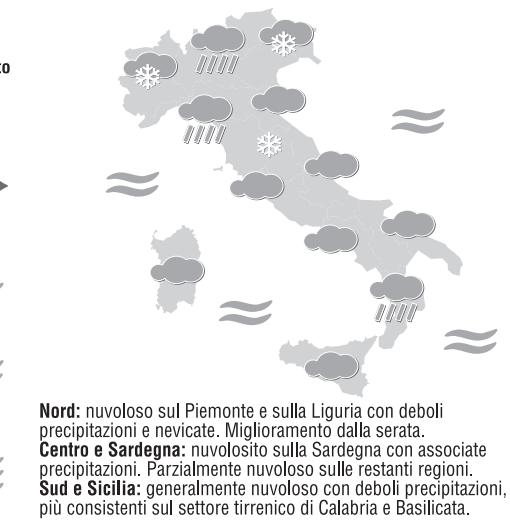 to
Nord: nuvoloso sul Piemonte e sulla Liguria con deboli
precipitazioni e nevicate. Miglioramento dalla serata.
Centro e Sardegna: nuvolosito sulla Sardegna con associate
precipitazioni. Parzialmente nuvoloso sulle restanti regioni.
Sud e Sicilia: generalmente nuvoloso con deboli precipitazioni,
più consistenti sul settore tirrenico di Calabria e Basilicata.